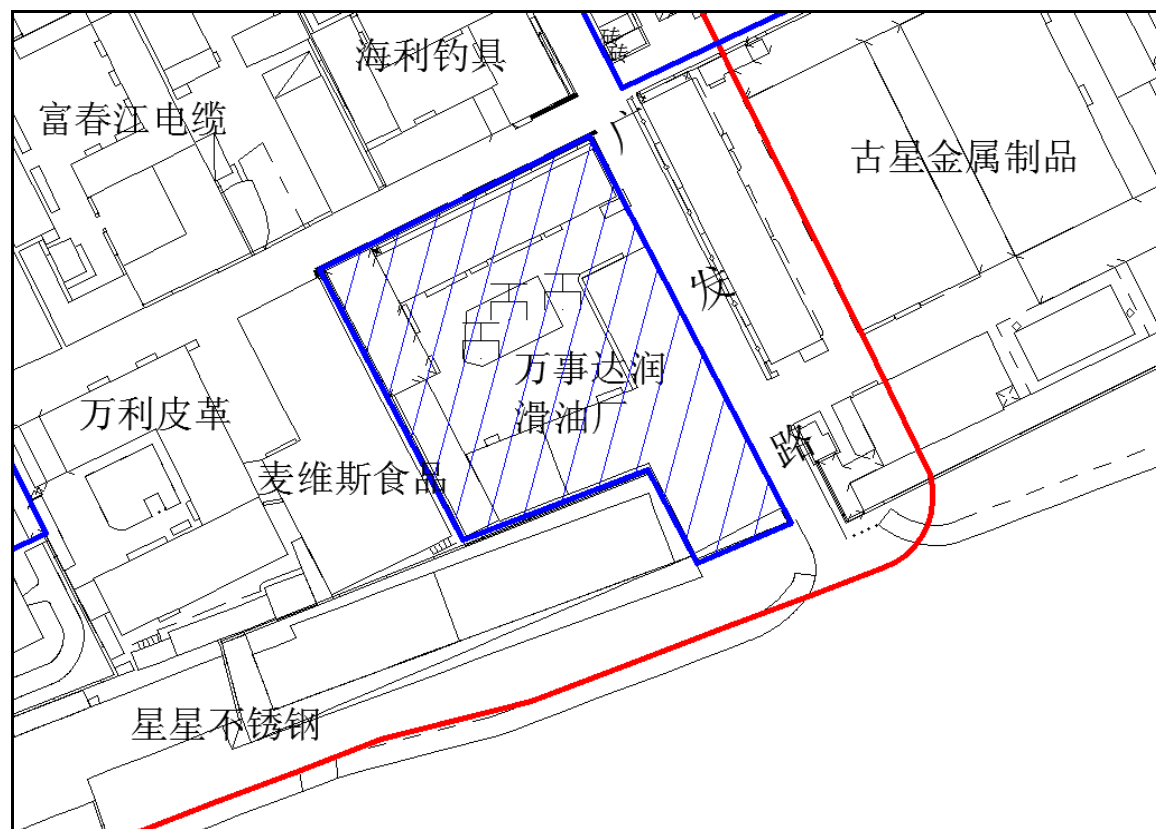 砖
砖
海利钓具
富春江电缆
广
古星金属制品
发
万事达润
滑油厂
万利皮革
路
麦维斯食品
星星不锈钢